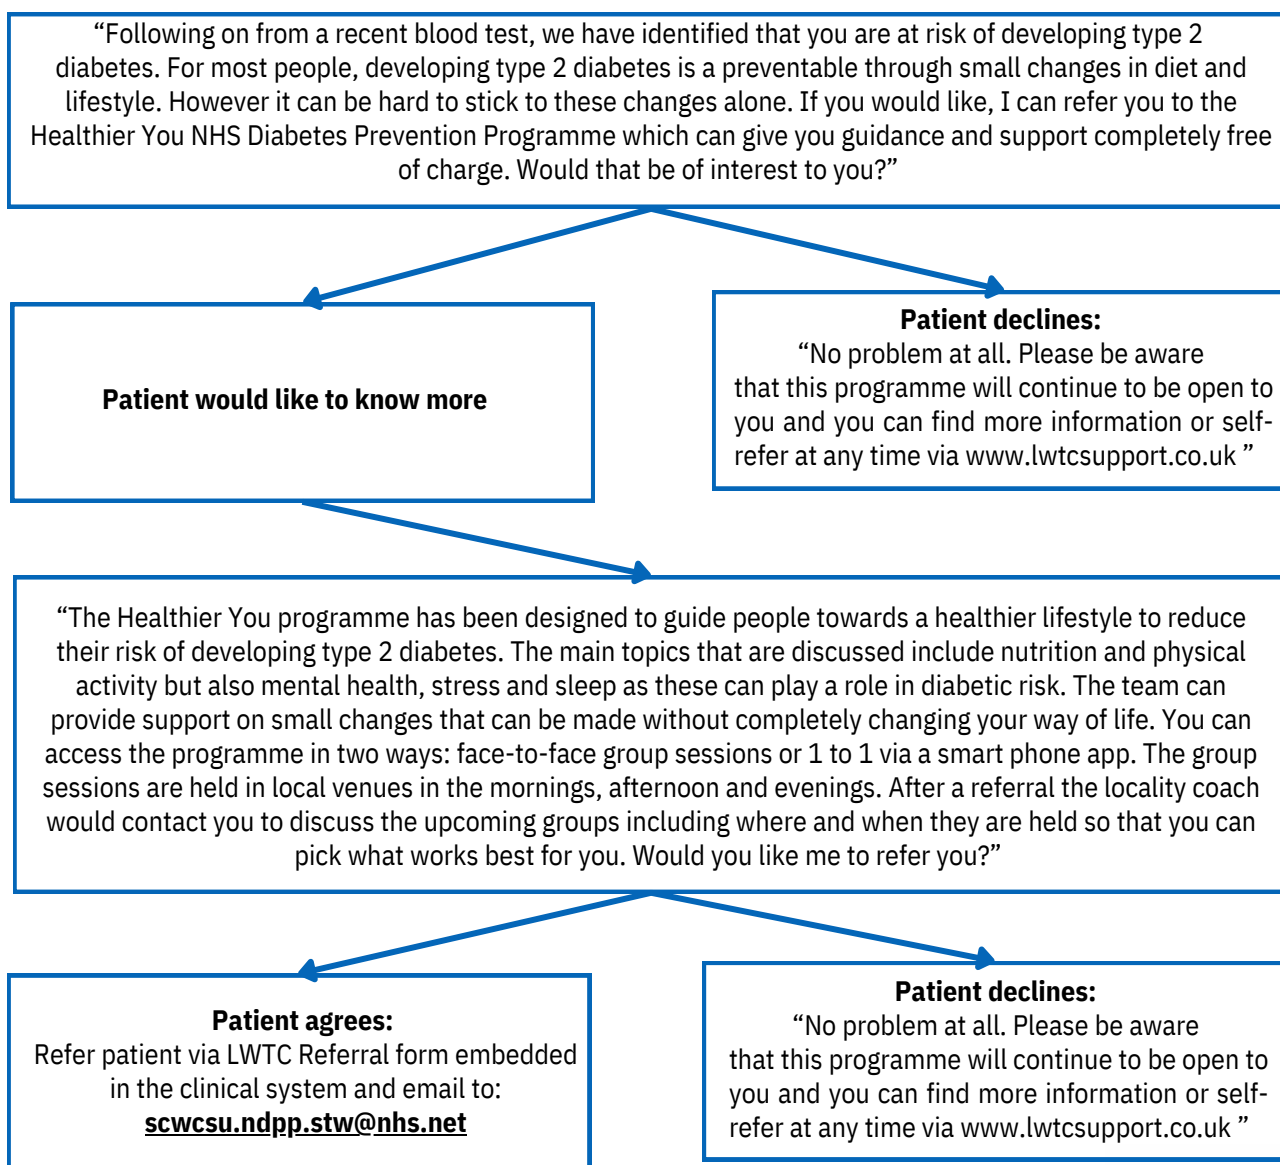 “Following on from a recent blood test, we have identified that you are at risk of developing type 2
diabetes. For most people, developing type 2 diabetes is a preventable through small changes in diet and
lifestyle. However it can be hard to stick to these changes alone. If you would like, I can refer you to the
Healthier You NHS Diabetes Prevention Programme which can give you guidance and support completely free
of charge. Would that be of interest to you?”
Patient would like to know more
Patient declines:
“No problem at all. Please be aware
that this programme will continue to be open to
you and you can find more information or self-
refer at any time via www.lwtcsupport.co.uk ”
“The Healthier You programme has been designed to guide people towards a healthier lifestyle to reduce
their risk of developing type 2 diabetes. The main topics that are discussed include nutrition and physical
activity but also mental health, stress and sleep as these can play a role in diabetic risk. The team can
provide support on small changes that can be made without completely changing your way of life. You can
access the programme in two ways: face-to-face group sessions or 1 to 1 via a smart phone app. The group
sessions are held in local venues in the mornings, afternoon and evenings. After a referral the locality coach
would contact you to discuss the upcoming groups including where and when they are held so that you can
pick what works best for you. Would you like me to refer you?”
Patient agrees:
Refer patient via LWTC Referral form embedded
in the clinical system and email to:
scwcsu.ndpp.stw@nhs.net
Patient declines:
“No problem at all. Please be aware
that this programme will continue to be open to
you and you can find more information or self-
refer at any time via www.lwtcsupport.co.uk ”